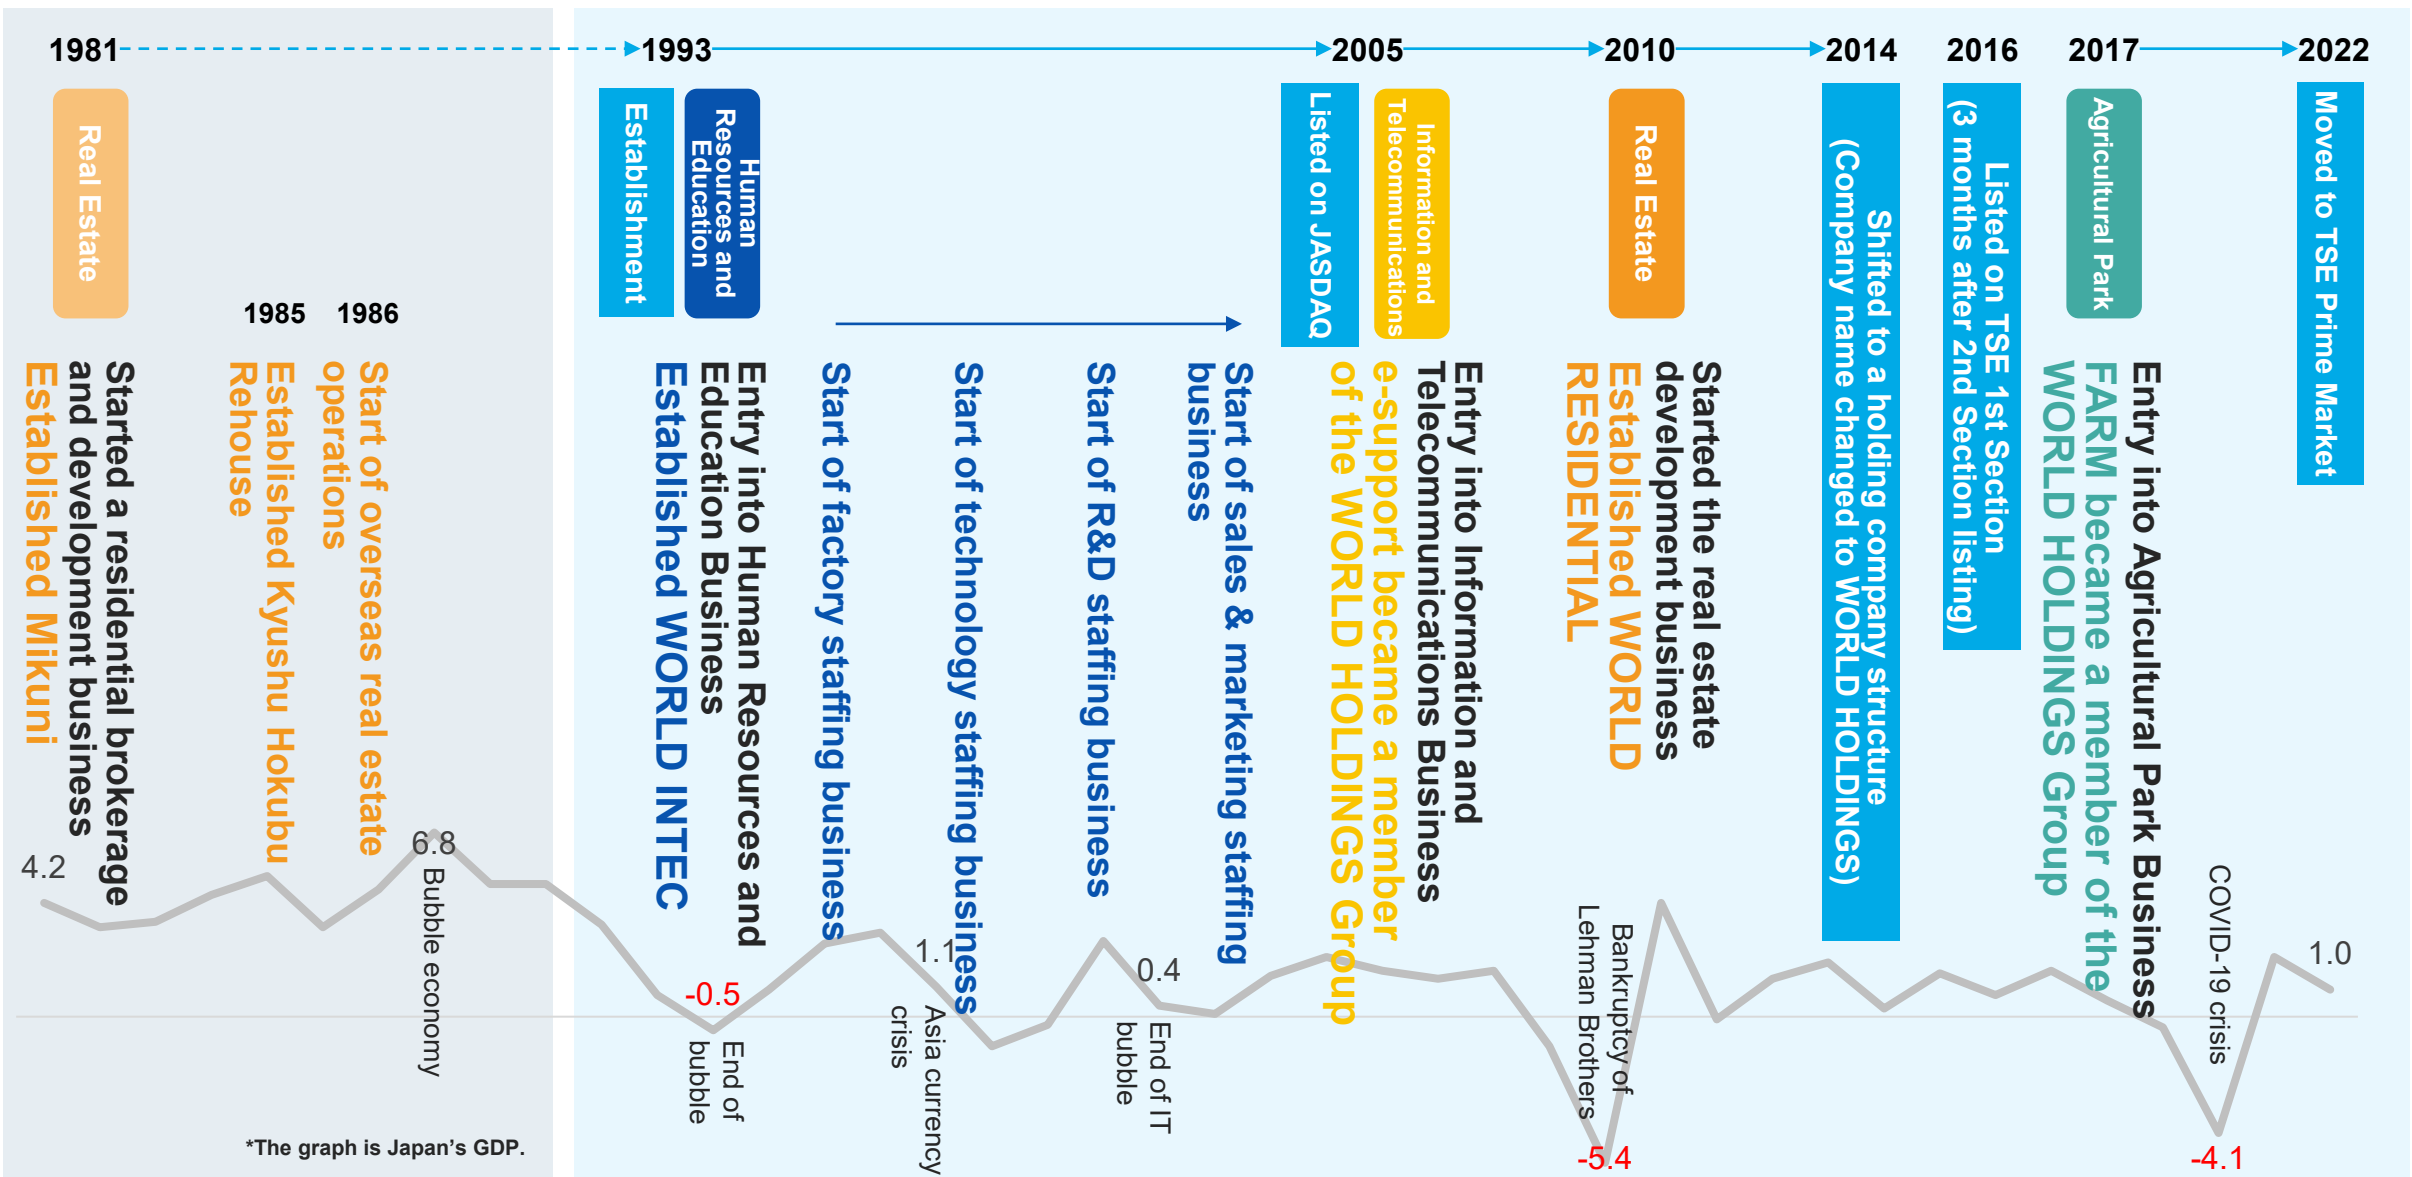 1981
1993
2005
2010
2014
2016
2017
2022
Real Estate
Started a residential brokerage
and development business
Established Mikuni
1985
Established Kyushu Hokubu
Rehouse
1986
Start of overseas real estate
operations
Establishment
Human
Resources and
Education
Entry into Human Resources and
Education Business
Established WORLD INTEC
Start of factory staffing business
Start of technology staffing business
Start of R&D staffing business
Start of sales & marketing staffing
business
Listed on JASDAQ
Information and
Telecommunications
Entry into Information and
Telecommunications Business
e-support became a member
of the WORLD HOLDINGS Group
Real Estate
Started the real estate
development business
Established WORLD
RESIDENTIAL
Shifted to a holding company structure
(Company name changed to WORLD HOLDINGS)
Listed on TSE 1st Section
(3 months after 2nd Section listing)
Agricultural Park
Entry into Agricultural Park Business
FARM became a member of the
WORLD HOLDINGS Group
Moved to TSE Prime Market
4.2
6.8
Bubble economy
-0.5
End of
bubble
1.1
Asia currency
crisis
0.4
End of IT
bubble
Bankruptcy of
Lehman Brothers
-5.4
COVID-19 crisis
-4.1
1.0
*The graph is Japan’s GDP.